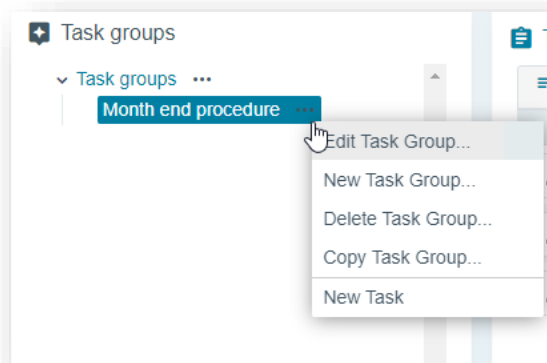 Task groups
Task groups ...
Month end procedure ...
Edit Task Group...
New Task Group...
Delete Task Group...
Copy Task Group...
New Task